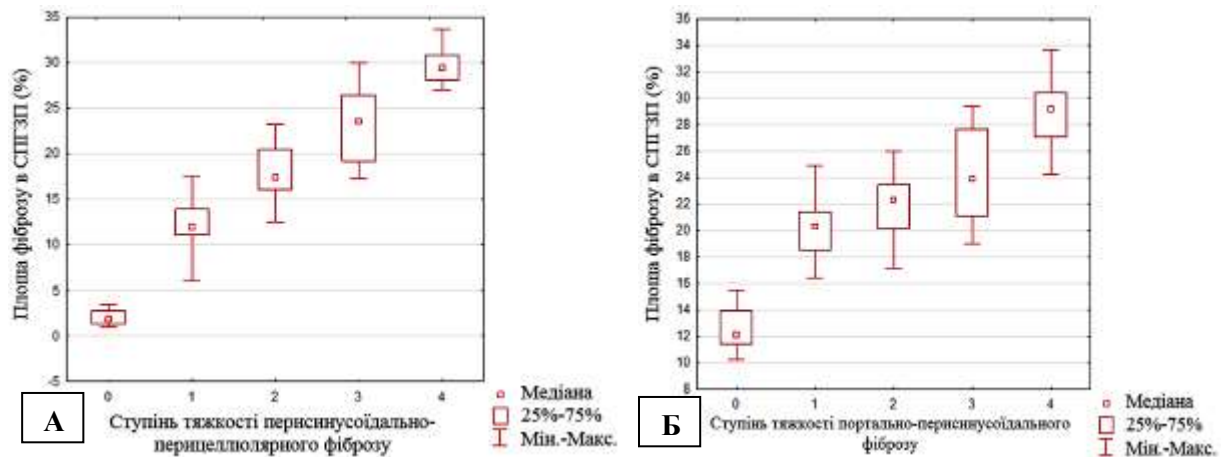 Площа фіброзу в СПГЗП (%)
35
30
25
20
15
10
5
0
-5
0 1 2 3 4
А
Ступінь тяжкості перисинусоїдально-
перицеллюлярного фіброзу
Медіана
25%-75%
Мін.-Макс.
Площа фіброзу в СПГЗП (%)
36
34
32
30
28
26
24
22
20
18
16
14
12
10
8
0 1 2 3 4
Б
Ступінь тяжкості портально-перисинусоїдального
фіброзу
Медіана
25%-75%
Мін.-Макс.